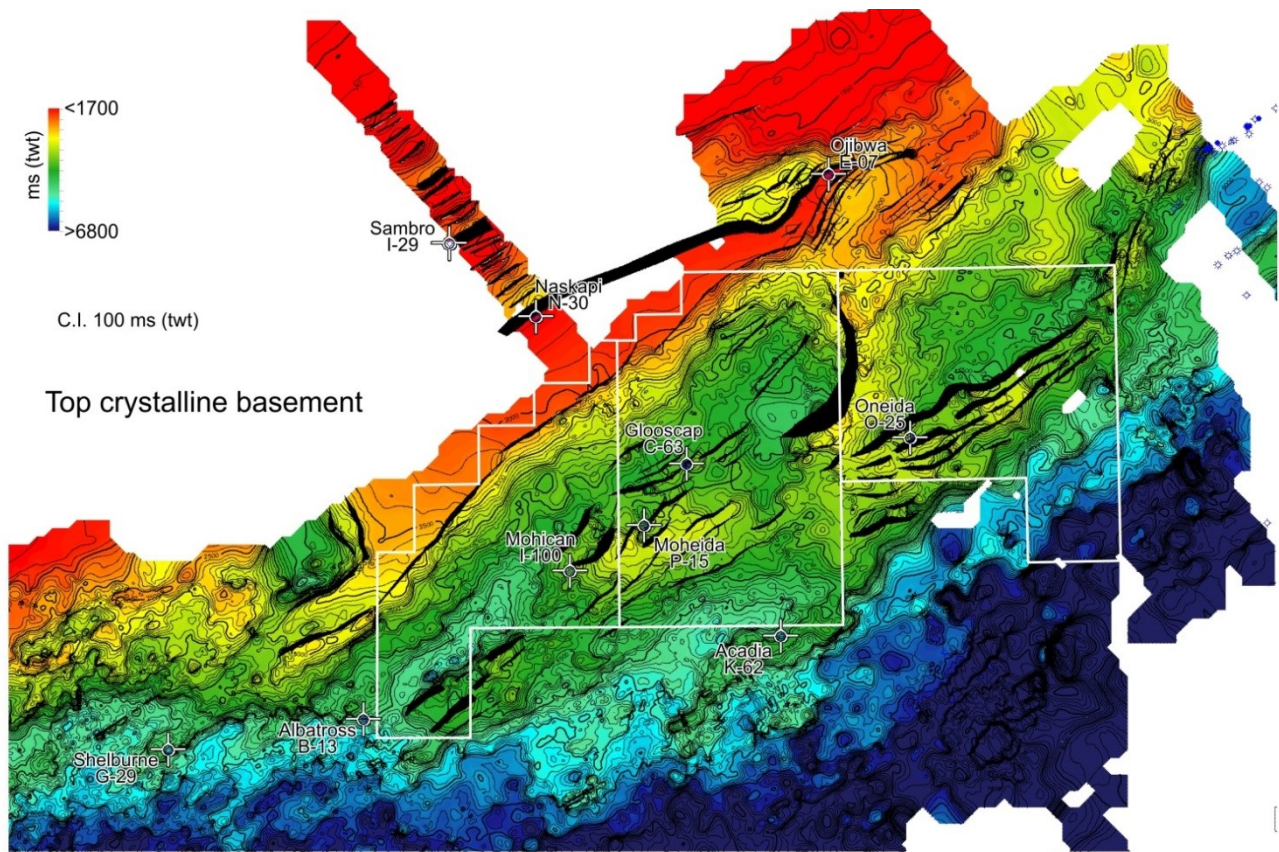 <1700
ms (twt)
>6800
C.I. 100 ms (twt)
Top crystalline basement
Ojibwa
E-07
Sambro
I-29
Naskapi
N-30
Oneida
O-25
Glooscap
C-63
Mohican
I-100
Moheida
P-15
Acadia
K-62
Albatross
B-13
Shelburne
G-29